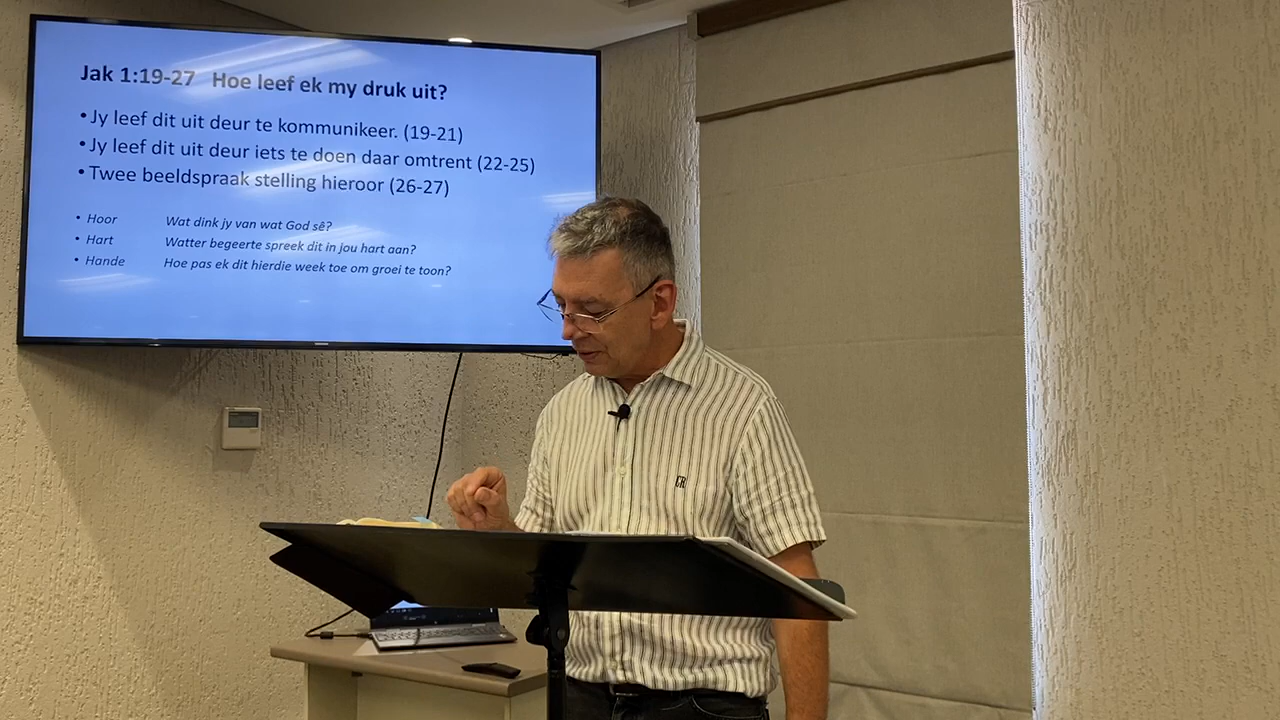 Jak 1:19-27 Hoe leef ek my druk uit?
• Jy leef dit uit deur te kommunikeer. (19-21)
• Jy leef dit uit deur iets te doen daar omtrent (22-25)
• Twee beeldspraak stelling hieroor (26-27)
• Hoor Wat dink jy van wat God sê?
• Hart Watter begeerte spreek dit in jou hart aan?
• Hande Hoe pas ek dit hierdie week toe om groei te toon?
CR